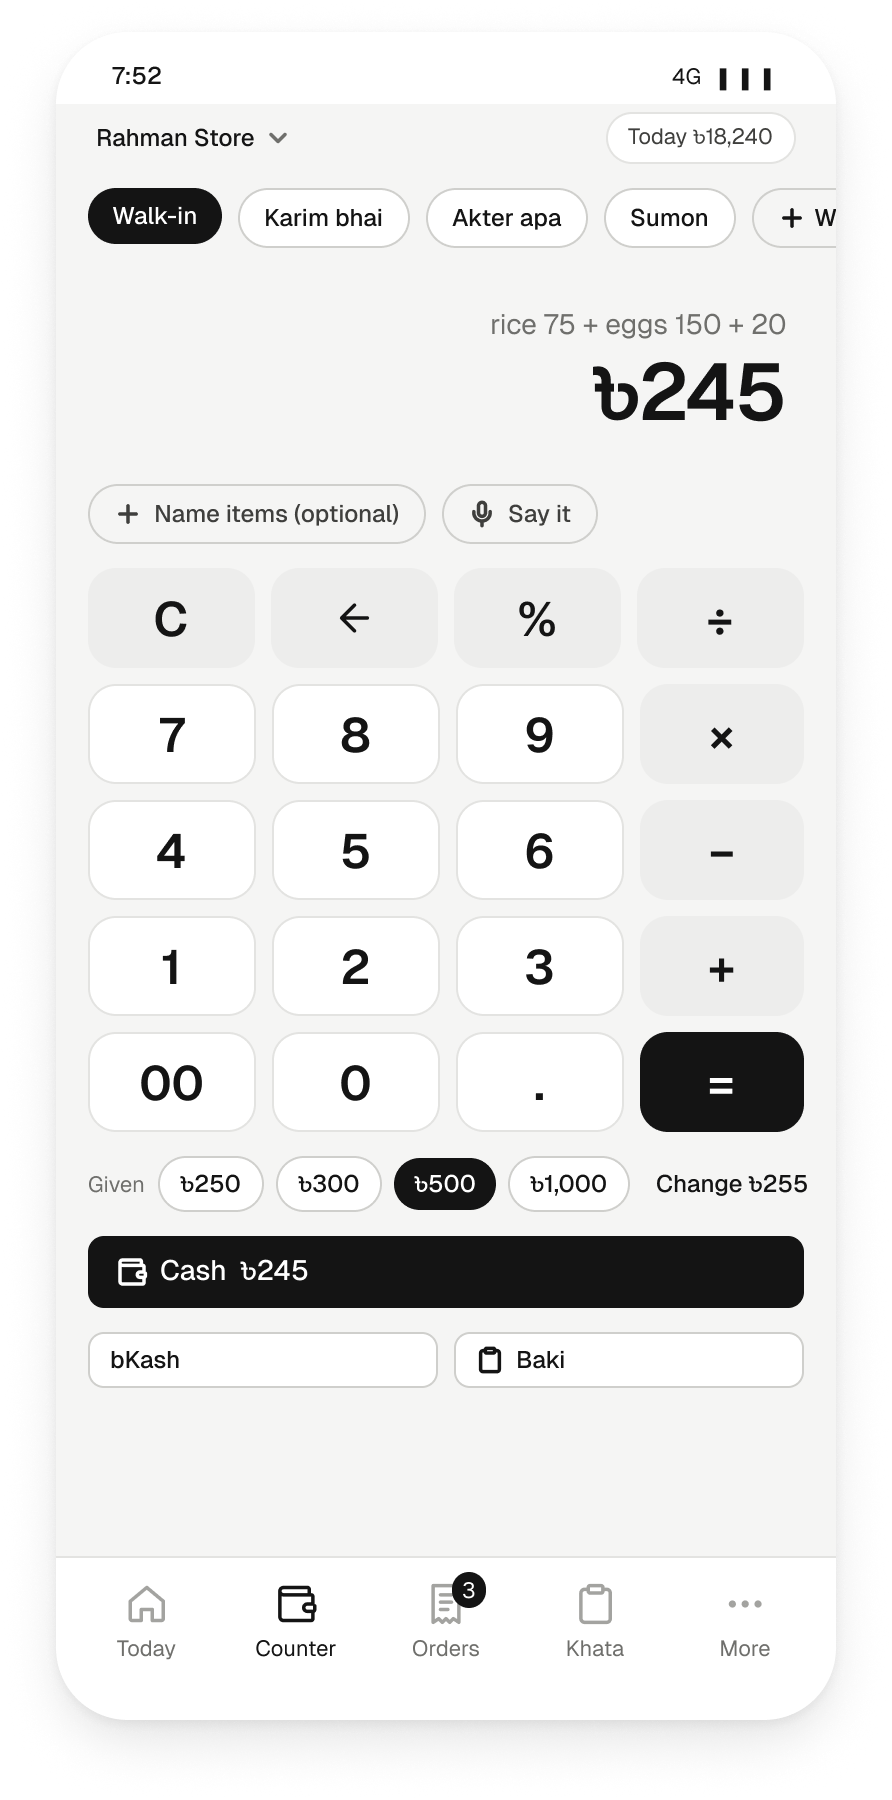 7:52 4G
Rahman Store Today ৳18,240
Walk-in Karim bhai Akter apa Sumon + W
rice 75 + eggs 150 + 20
৳245
+ Name items (optional) Say it
C ← % ÷
7 8 9 ×
4 5 6 −
1 2 3 +
00 0 . =
Given ৳250 ৳300 ৳500 ৳1,000 Change ৳255
Cash ৳245
bKash Baki
3
Today Counter Orders Khata More